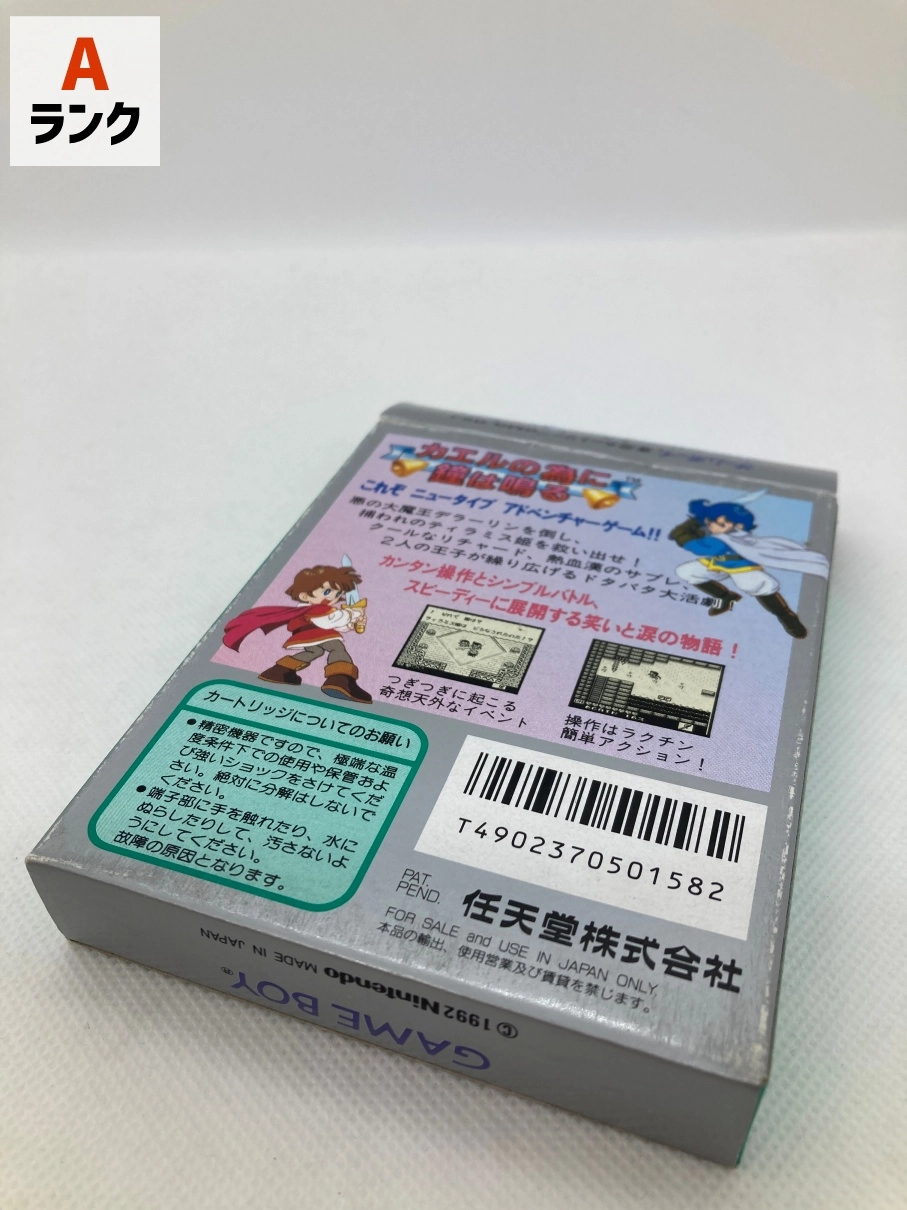 A
ランク
カエルの為に
鐘は鳴る
TM
これぞ ニュータイプ アドベンチャーゲーム!!
悪の大魔王デラーリンを倒し、
捕われのティラミス姫を救い出せ!
クールなリチャード、熱血漢のサブレ、
2人の王子が繰り広げるドタバタ大活劇!
カンタン操作とシンプルバトル、
スピーディーに展開する笑いと涙の物語!
つぎつぎに起こる
奇想天外なイベント
操作はラクチン
簡単アクション!
カートリッジについてのお願い
●精密機器ですので、極端な温
度条件下での使用や保管およ
び強いショックをさけてくだ
さい。絶対に分解はしないで
ください。
●端子部に手を触れたり、水に
ぬらしたりして、汚さないよ
うにしてください。
故障の原因となります。
T4902370501582
PAT.
PEND.
任天堂株式会社
FOR SALE and USE IN JAPAN ONLY.
本品の輸出、使用営業及び賃貸を禁じます。
©1992 Nintendo MADE IN JAPAN
GAME BOY®